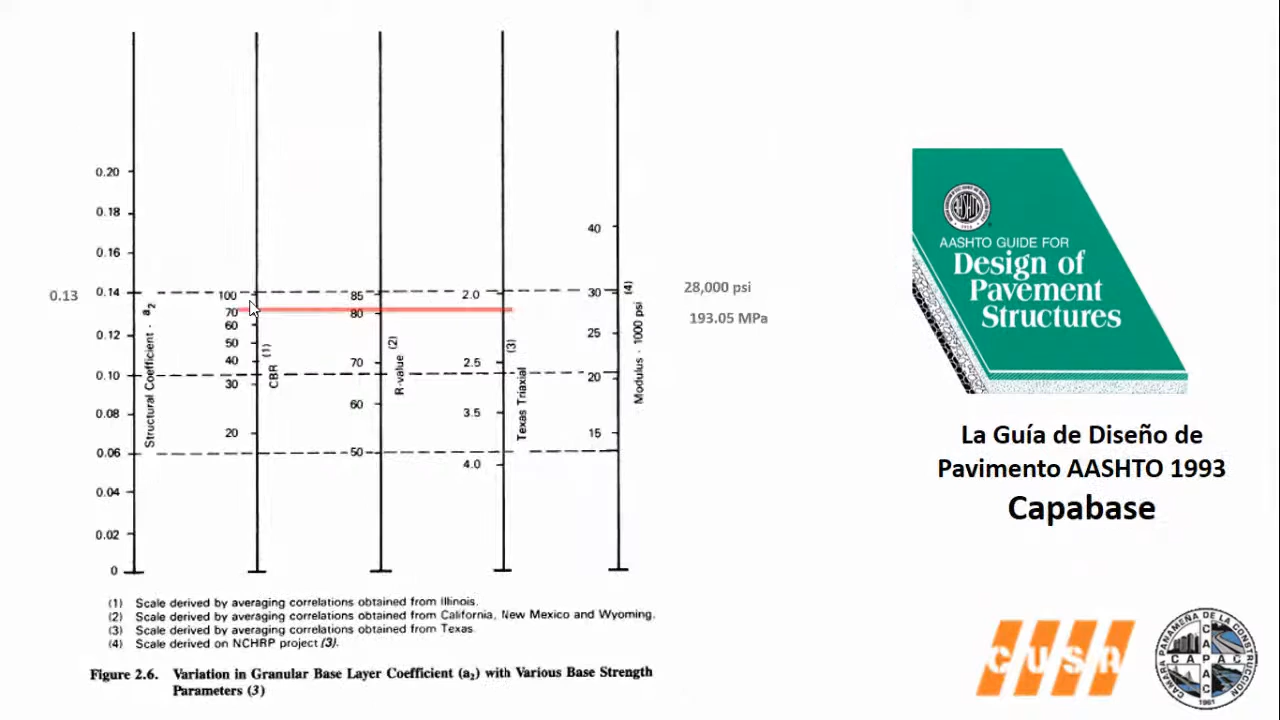 0.20
0.18
0.16
0.14
0.12
0.10
0.08
0.06
0.04
0.02
0
0.13
Structural Coefficient - a2
100
70
60
50
40
30
20
CBR (1)
85
80
70
60
50
R-value (2)
2.0
2.5
3.5
4.0
Texas Triaxial (3)
40
30
25
20
15
Modulus - 1000 psi (4)
28,000 psi
193.05 MPa
(1) Scale derived by averaging correlations obtained from Illinois.
(2) Scale derived by averaging correlations obtained from California, New Mexico and Wyoming.
(3) Scale derived by averaging correlations obtained from Texas.
(4) Scale derived on NCHRP project (3).
Figure 2.6. Variation in Granular Base Layer Coefficient (a2) with Various Base Strength
Parameters (3)
AASHTO
AASHTO GUIDE FOR
Design of
Pavement
Structures
La Guía de Diseño de
Pavimento AASHTO 1993
Capabase
CUSA
CÁMARA PANAMEÑA DE LA CONSTRUCCIÓN
CAPAC
CAPAC
1961